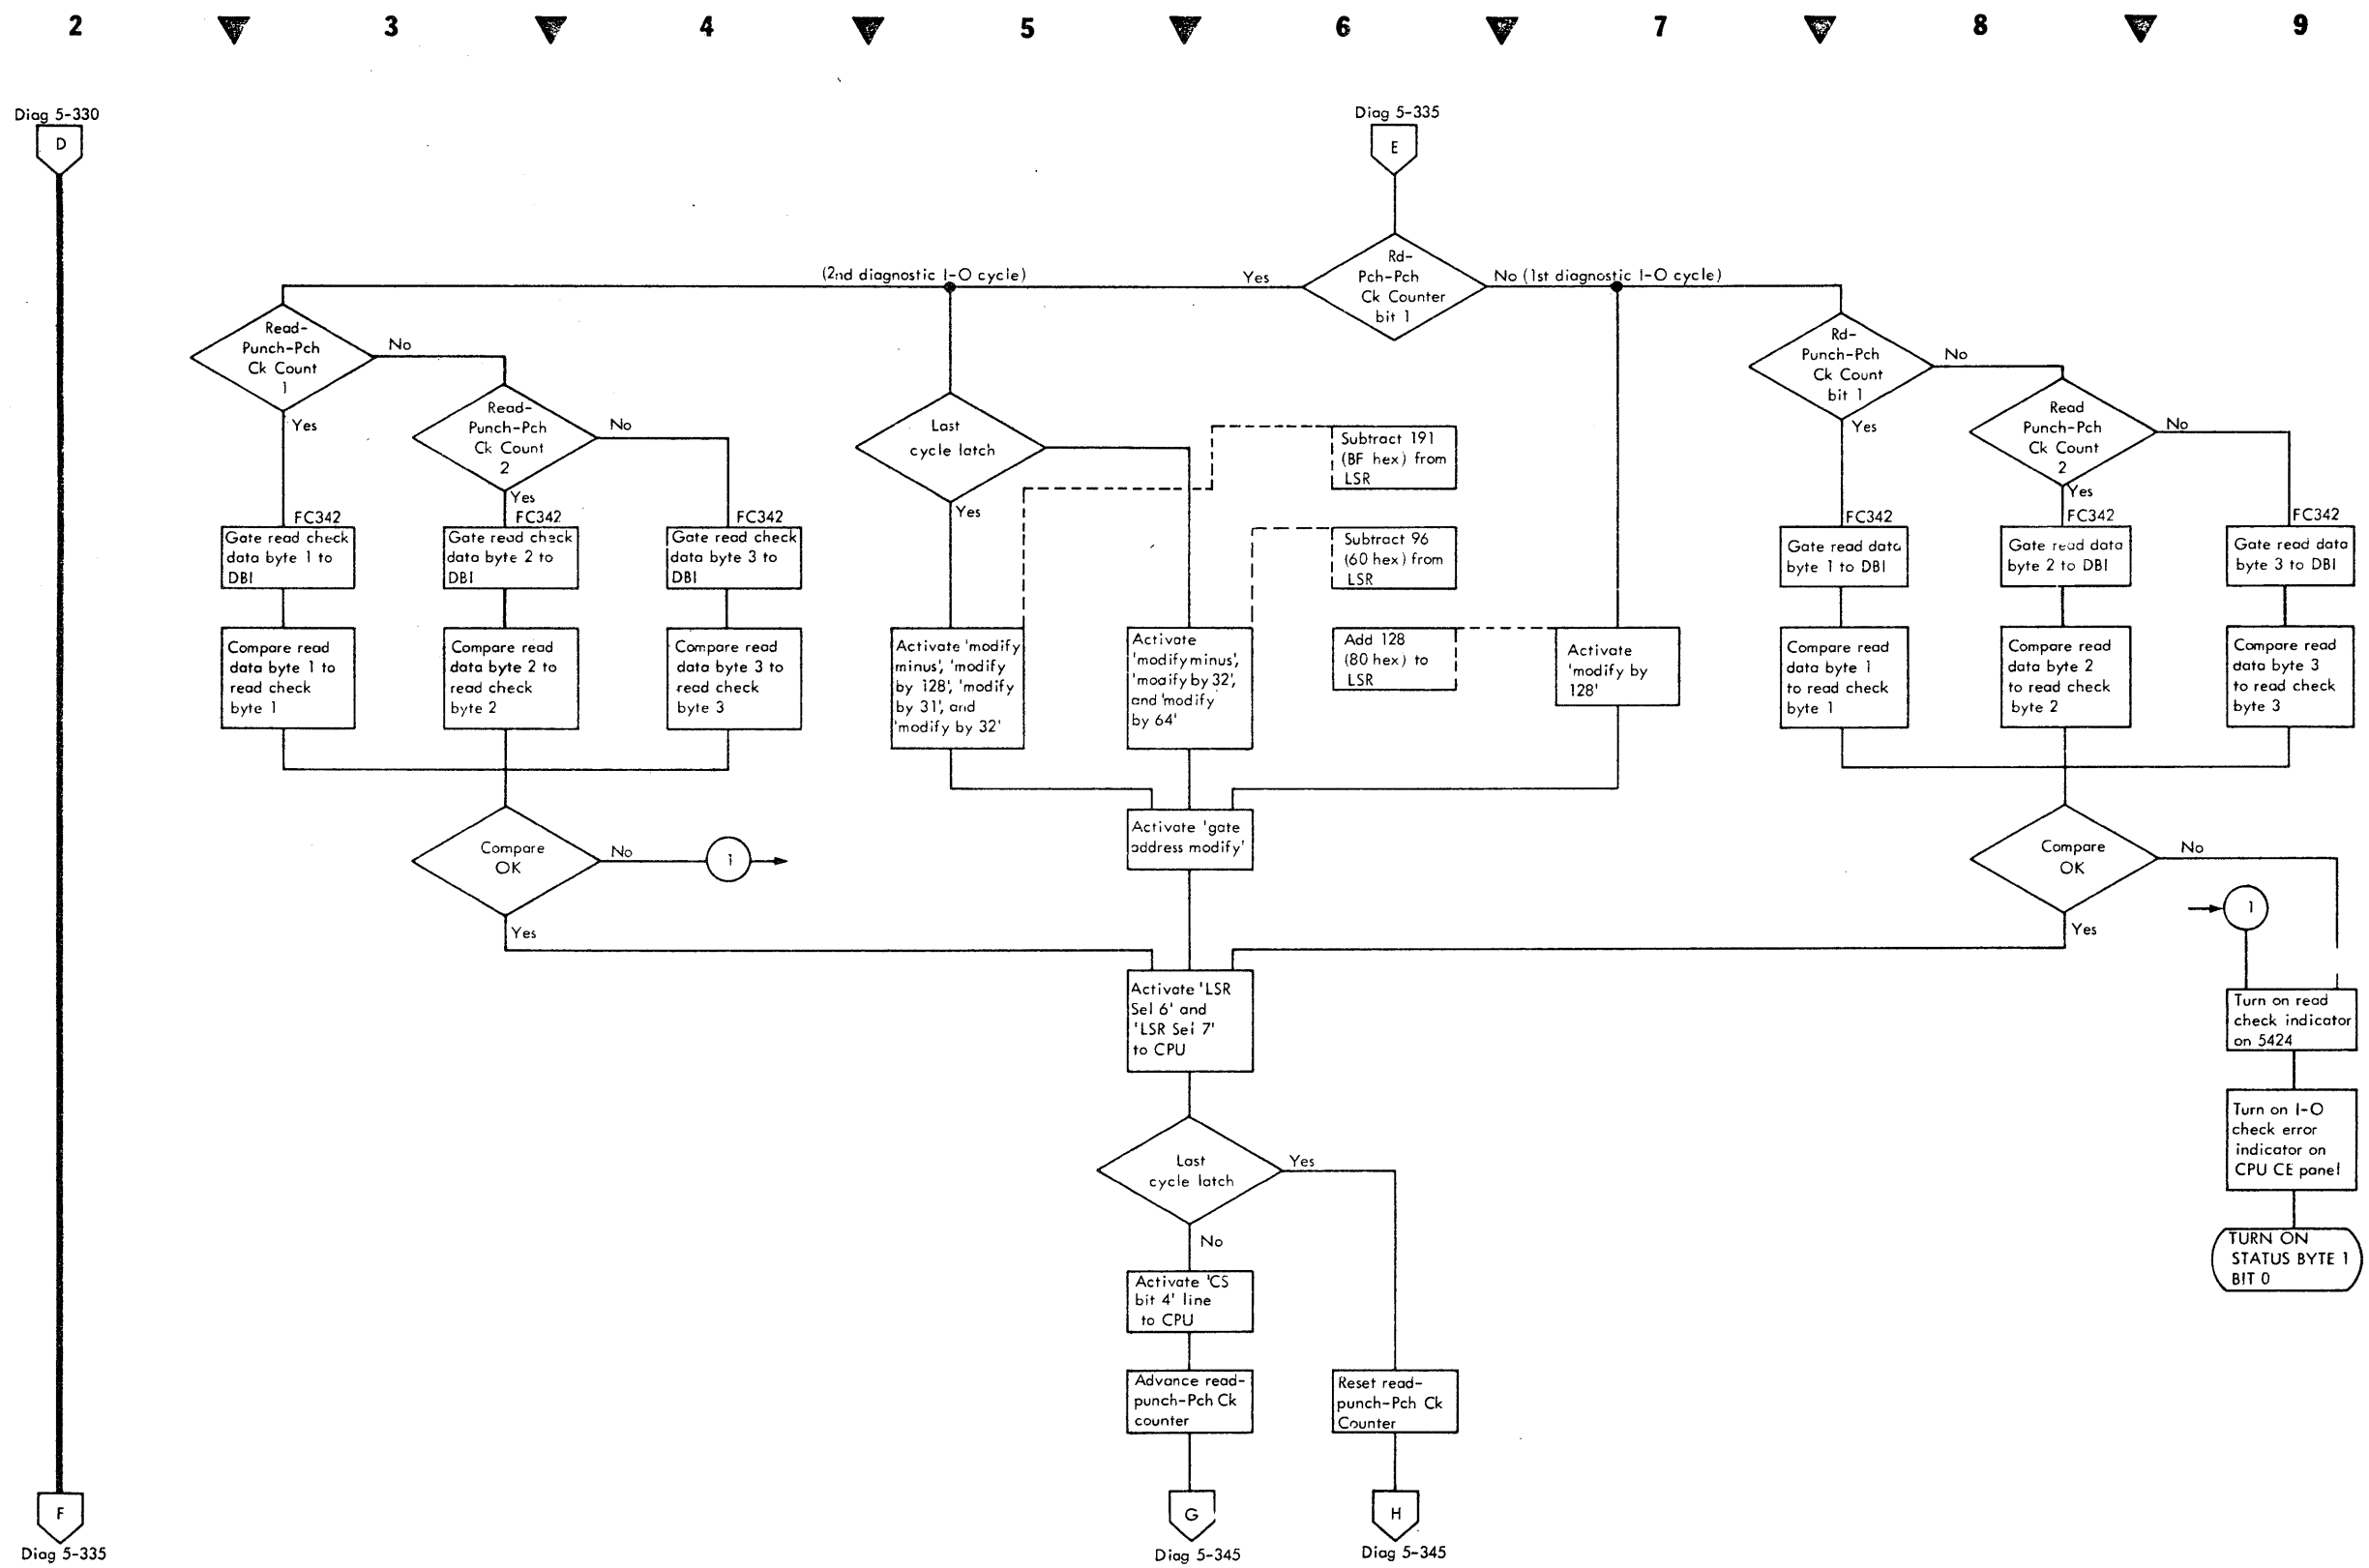 2 3 4 5 6 7 8 9
Diag 5-330
D
Diag 5-335
E
Rd-
Pch-Pch
Ck Counter
bit 1
(2nd diagnostic I-O cycle)
Yes
No (1st diagnostic I-O cycle)
Read-
Punch-Pch
Ck Count
1
No
Yes
Read-
Punch-Pch
Ck Count
2
No
Yes
Last
cycle latch
Yes
Subtract 191
(BF hex) from
LSR
Subtract 96
(60 hex) from
LSR
Add 128
(80 hex) to
LSR
Rd-
Punch-Pch
Ck Count
bit 1
No
Yes
Read
Punch-Pch
Ck Count
2
No
Yes
FC342
Gate read check
data byte 1 to
DBI
FC342
Gate read check
data byte 2 to
DBI
FC342
Gate read check
data byte 3 to
DBI
FC342
Gate read data
byte 1 to DBI
FC342
Gate read data
byte 2 to DBI
FC342
Gate read data
byte 3 to DBI
Compare read
data byte 1 to
read check
byte 1
Compare read
data byte 2 to
read check
byte 2
Compare read
data byte 3 to
read check
byte 3
Activate 'modify
minus', 'modify
by 128', 'modify
by 31', and
'modify by 32'
Activate
'modify minus',
'modify by 32',
and 'modify
by 64'
Activate
'modify by
128'
Compare read
data byte 1
to read check
byte 1
Compare read
data byte 2
to read check
byte 2
Compare read
data byte 3
to read check
byte 3
Compare
OK
No
1
Yes
Activate 'gate
address modify'
Compare
OK
No
Yes
1
Activate 'LSR
Sel 6' and
'LSR Sel 7'
to CPU
Turn on read
check indicator
on 5424
Turn on I-O
check error
indicator on
CPU CE panel
TURN ON
STATUS BYTE 1
BIT 0
Last
cycle latch
Yes
No
Activate 'CS
bit 4' line
to CPU
Advance read-
punch-Pch Ck
counter
Reset read-
punch-Pch Ck
Counter
F
Diag 5-335
G
Diag 5-345
H
Diag 5-345